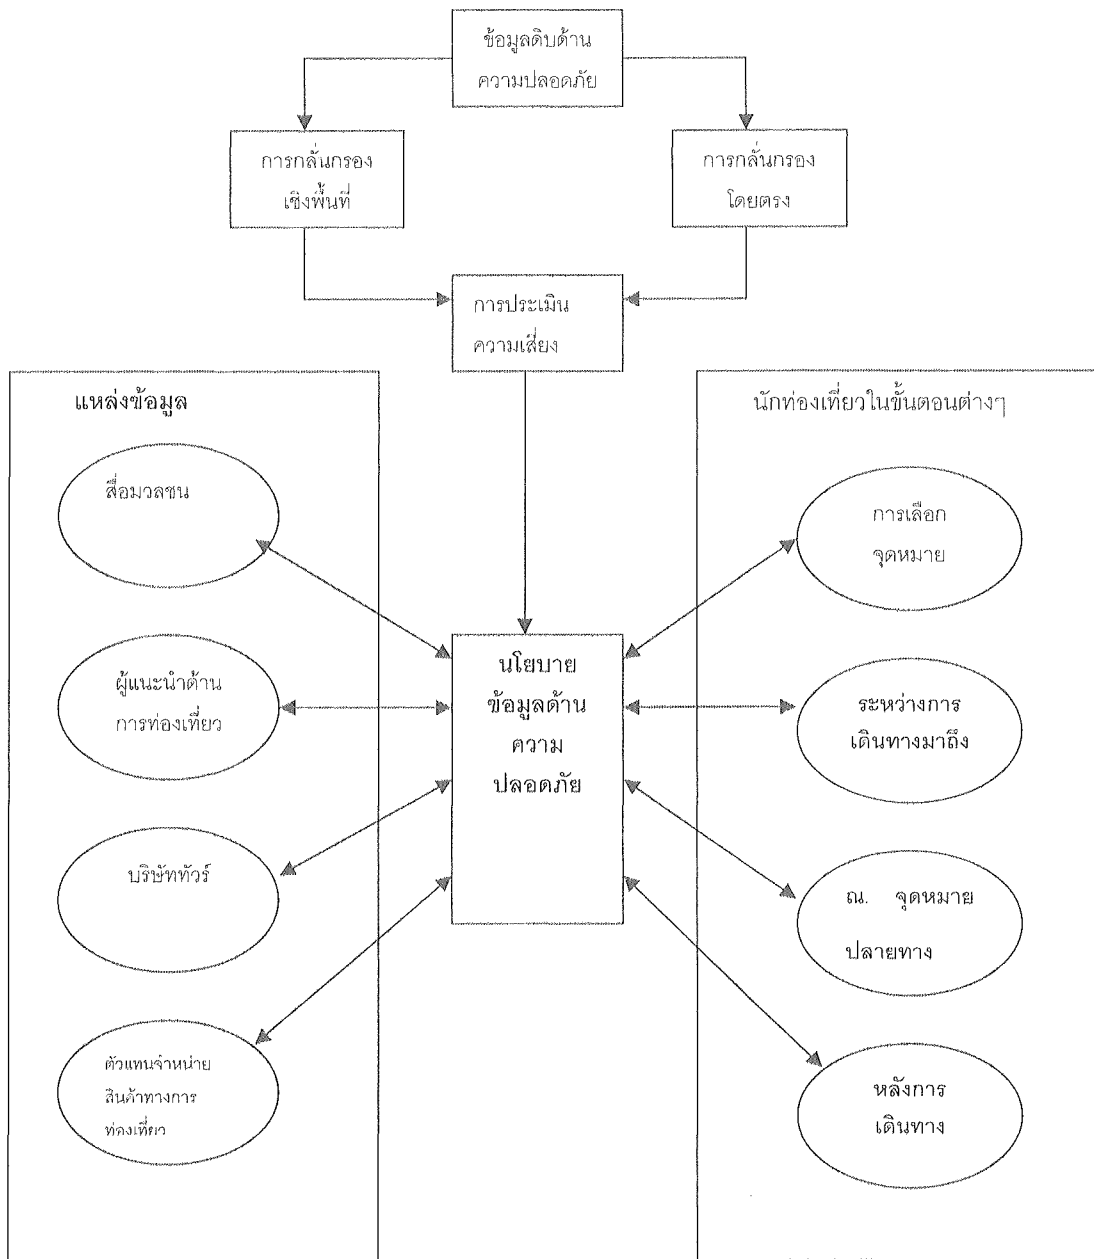 ข้อมูลดิบด้าน
ความปลอดภัย
การกลั่นกรอง
เชิงพื้นที่
การกลั่นกรอง
โดยตรง
การประเมิน
ความเสี่ยง
แหล่งข้อมูล
สื่อมวลชน
ผู้แนะนำด้าน
การท่องเที่ยว
บริษัททัวร์
ตัวแทนจำหน่าย
สินค้าทางการ
ท่องเที่ยว
นโยบาย
ข้อมูลด้าน
ความ
ปลอดภัย
นักท่องเที่ยวในขั้นตอนต่างๆ
การเลือก
จุดหมาย
ระหว่างการ
เดินทางมาถึง
ณ. จุดหมาย
ปลายทาง
หลังการ
เดินทาง